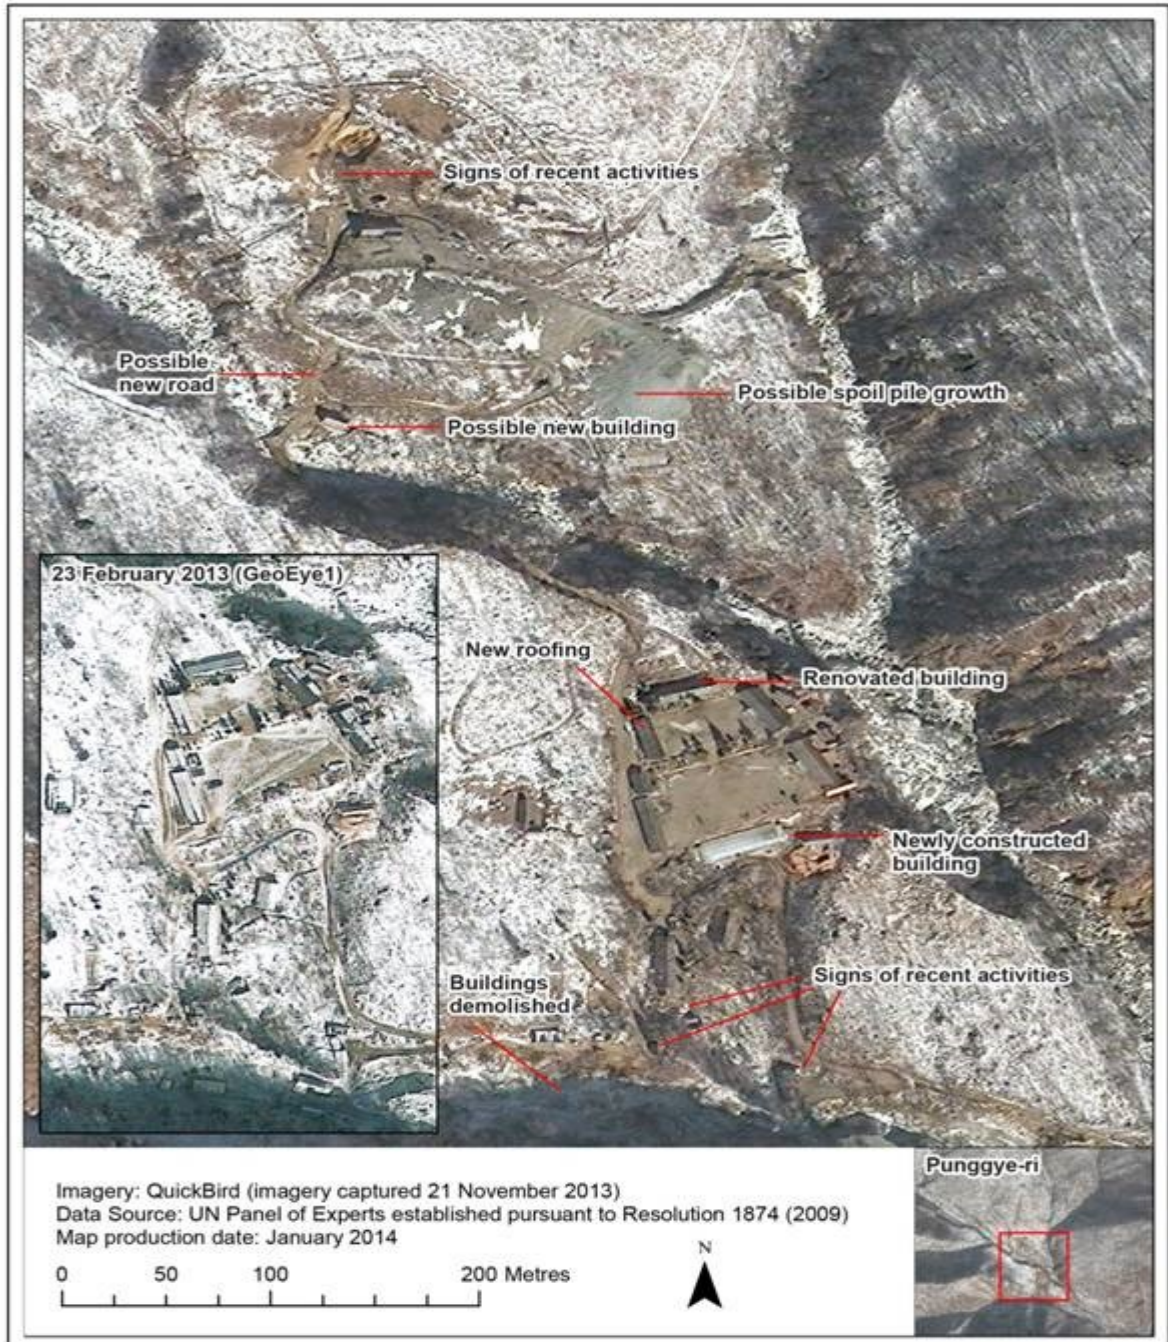 Signs of recent activities
Possible
new road
Possible spoil pile growth
Possible new building
23 February 2013 (GeoEye1)
New roofing
Renovated building
Newly constructed
building
Signs of recent activities
Buildings
demolished
Punggye-ri
Imagery: QuickBird (imagery captured 21 November 2013)
Data Source: UN Panel of Experts established pursuant to Resolution 1874 (2009)
Map production date: January 2014
N
0 50 100 200 Metres